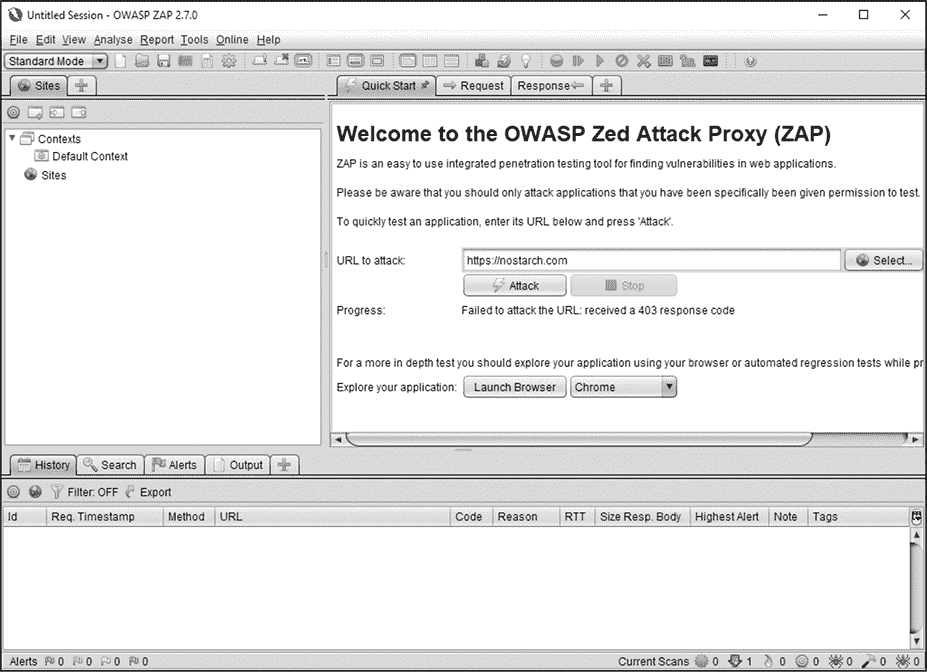 Untitled Session - OWASP ZAP 2.7.0
File Edit View Analyse Report Tools Online Help
Standard Mode
Sites
Quick Start Request Response
Contexts
Default Context
Sites
Welcome to the OWASP Zed Attack Proxy (ZAP)
ZAP is an easy to use integrated penetration testing tool for finding vulnerabilities in web applications.
Please be aware that you should only attack applications that you have been specifically been given permission to test.
To quickly test an application, enter its URL below and press 'Attack'.
URL to attack: https://nostarch.com Select...
Attack Stop
Progress: Failed to attack the URL: received a 403 response code
For a more in depth test you should explore your application using your browser or automated regression tests while pr
Explore your application: Launch Browser Chrome
History Search Alerts Output
Filter: OFF Export
Id Req. Timestamp Method URL Code Reason RTT Size Resp. Body Highest Alert Note Tags
Alerts 0 0 0 0 Current Scans 0 1 0 0 0 0 0